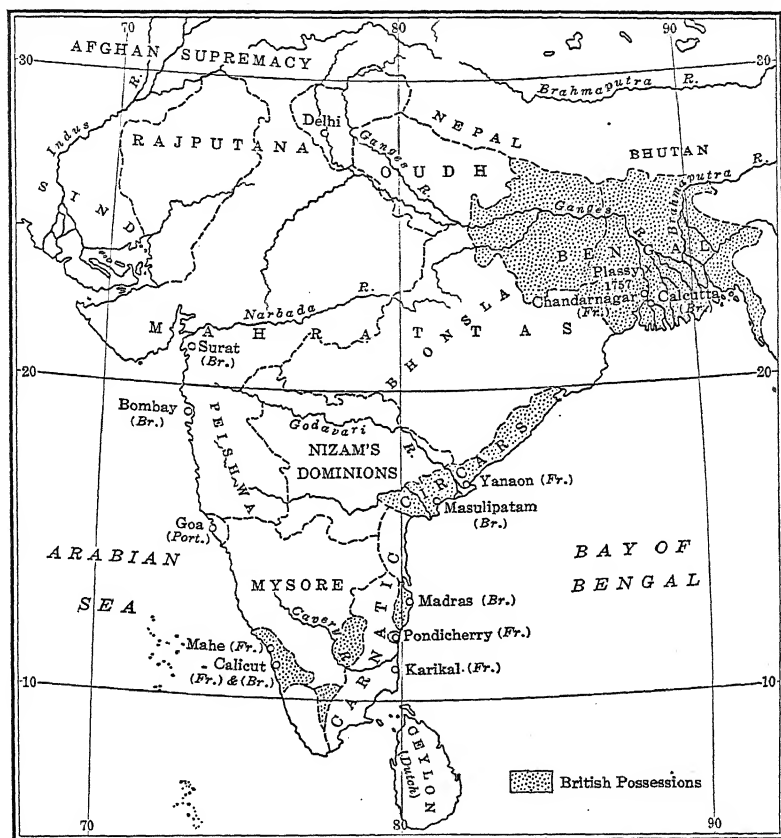 70
80
90
30
30
AFGHAN SUPREMACY
Indus R.
Brahmaputra R.
Delhi
RAJPUTANA
NEPAL
Ganges R.
OUDH
BHUTAN
Brahmaputra R.
SIND
Ganges R.
BENGAL
Plassy ×
1757
Chandarnagar
(Fr.)
Calcutta
(Br.)
Narbada R.
MAHRATTAS
BHONSLA
Surat
(Br.)
20
20
Bombay
(Br.)
PEISHWA
Godavari R.
NIZAM'S
DOMINIONS
CIRCARS
Yanaon (Fr.)
Masulipatam
(Br.)
Goa
(Port.)
ARABIAN
SEA
BAY OF
BENGAL
MYSORE
CARNATIC
Madras (Br.)
Cavery R.
Pondicherry (Fr.)
Mahe (Fr.)
Calicut
(Fr.) & (Br.)
Karikal (Fr.)
10
10
CARNATIC
CEYLON
(Dutch)
British Possessions
70
80
90